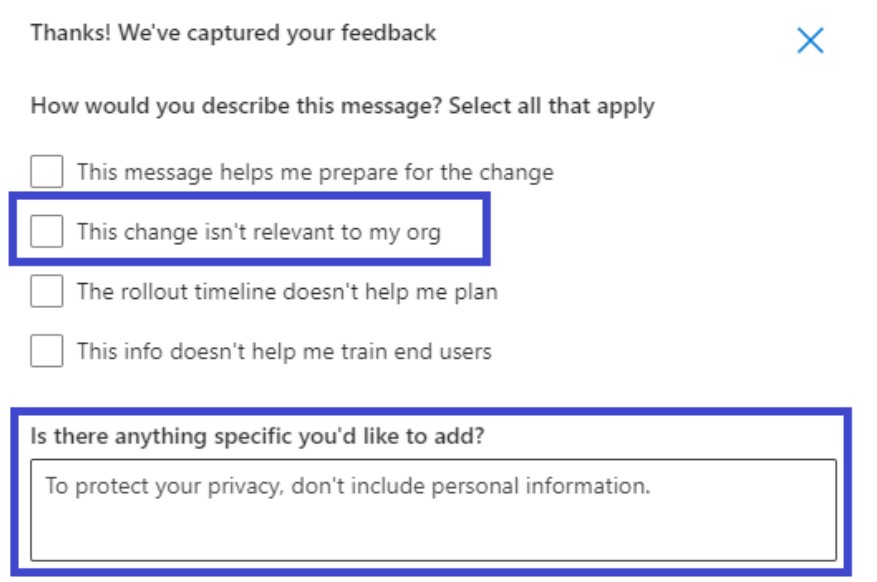 Thanks! We've captured your feedback
How would you describe this message? Select all that apply
This message helps me prepare for the change
This change isn't relevant to my org
The rollout timeline doesn't help me plan
This info doesn't help me train end users
Is there anything specific you'd like to add?
To protect your privacy, don't include personal information.